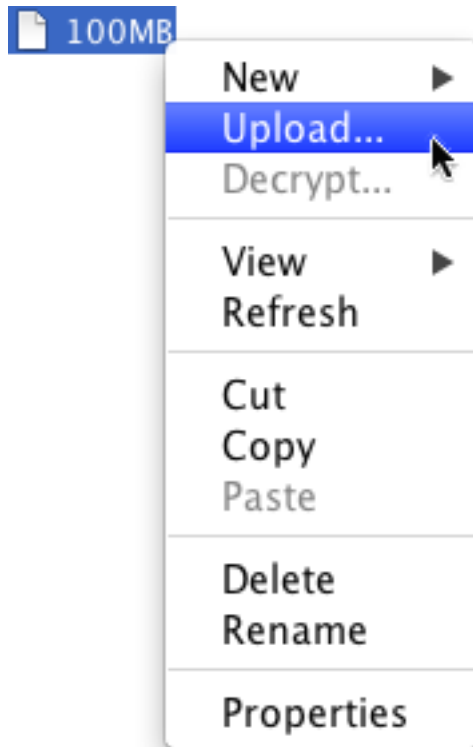 100MB
New
Upload...
Decrypt...
View
Refresh
Cut
Copy
Paste
Delete
Rename
Properties